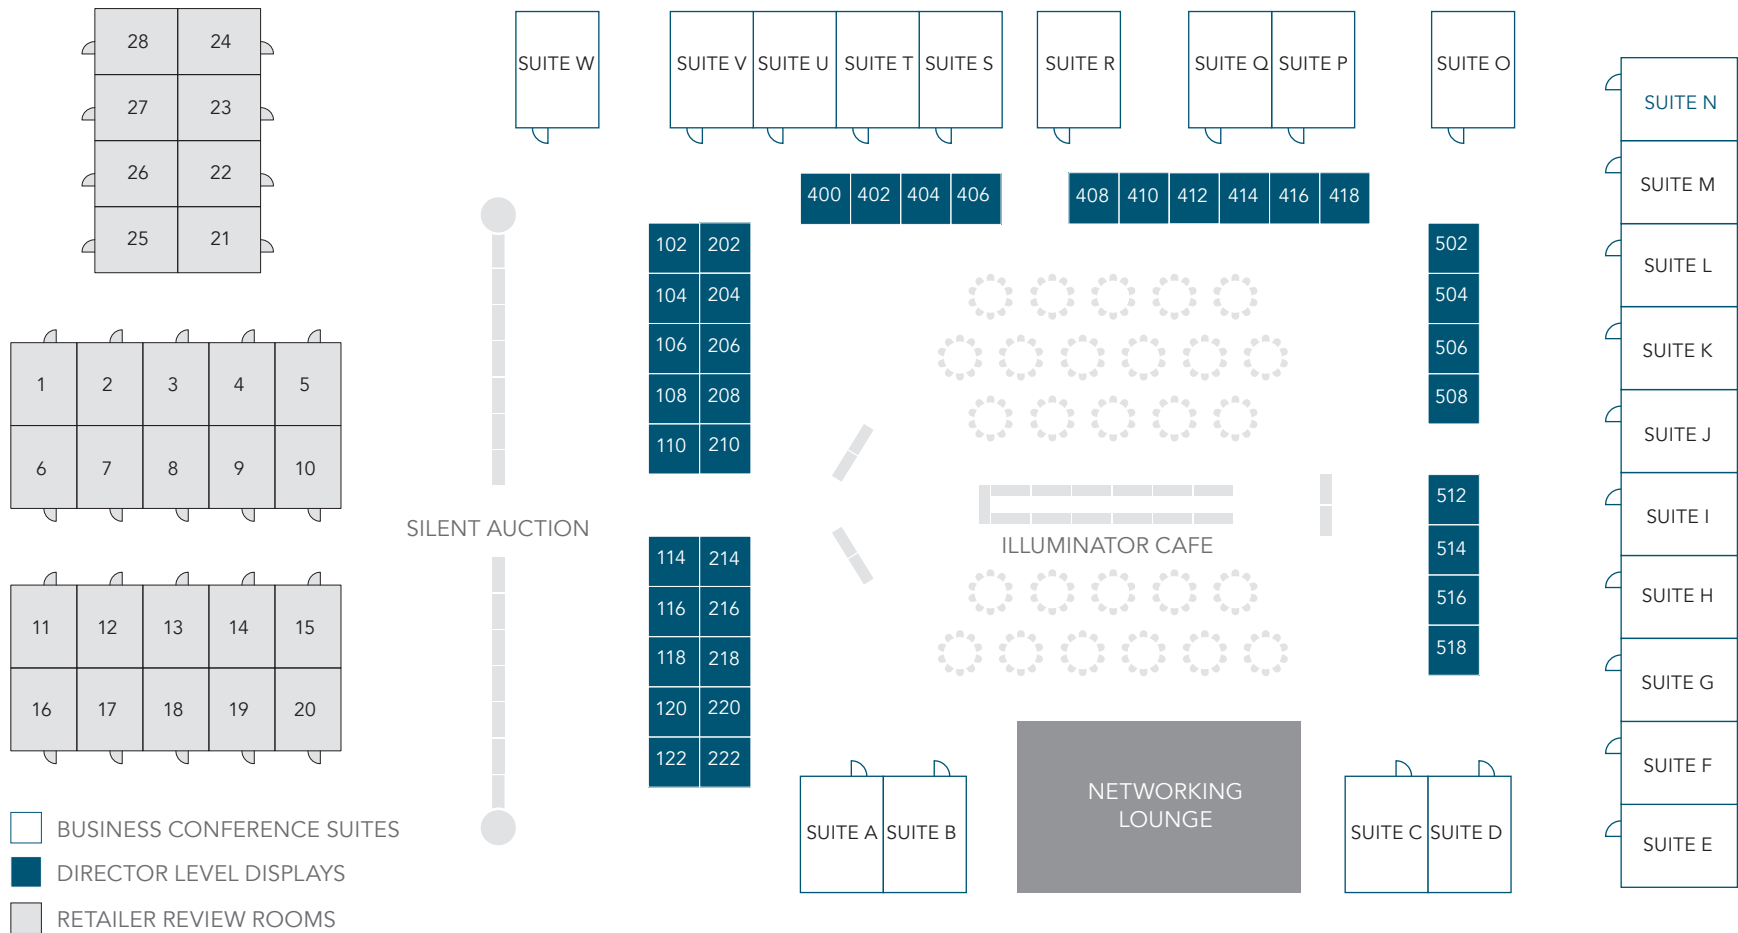 28 24
27 23
26 22
25 21
1 2 3 4 5
6 7 8 9 10
11 12 13 14 15
16 17 18 19 20
BUSINESS CONFERENCE SUITES
DIRECTOR LEVEL DISPLAYS
RETAILER REVIEW ROOMS
SILENT AUCTION
SUITE W
SUITE V SUITE U SUITE T SUITE S
SUITE R
SUITE Q SUITE P
SUITE O
400 402 404 406
408 410 412 414 416 418
102 202
104 204
106 206
108 208
110 210
114 214
116 216
118 218
120 220
122 222
ILLUMINATOR CAFE
502
504
506
508
512
514
516
518
NETWORKING
LOUNGE
SUITE A SUITE B
SUITE C SUITE D
SUITE N
SUITE M
SUITE L
SUITE K
SUITE J
SUITE I
SUITE H
SUITE G
SUITE F
SUITE E